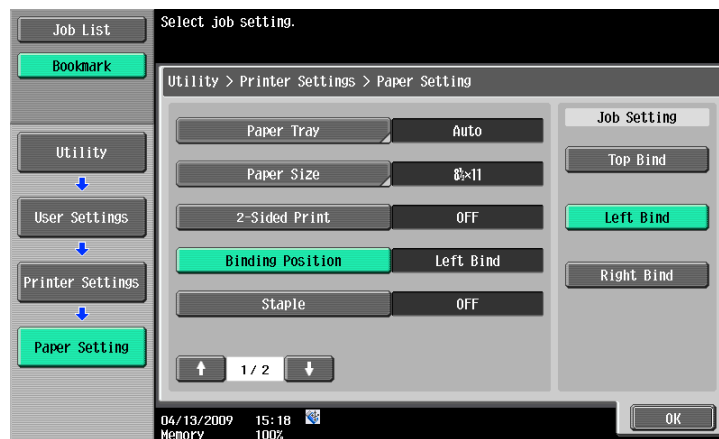 Job List
Select job setting.
Bookmark
Utility > Printer Settings > Paper Setting
Paper Tray Auto
Job Setting
Utility
Top Bind
Paper Size 8½×11
User Settings
2-Sided Print OFF
Left Bind
Binding Position Left Bind
Printer Settings
Right Bind
Staple OFF
Paper Setting
1/ 2
04/13/2009 15:18
OK
Memory 100%